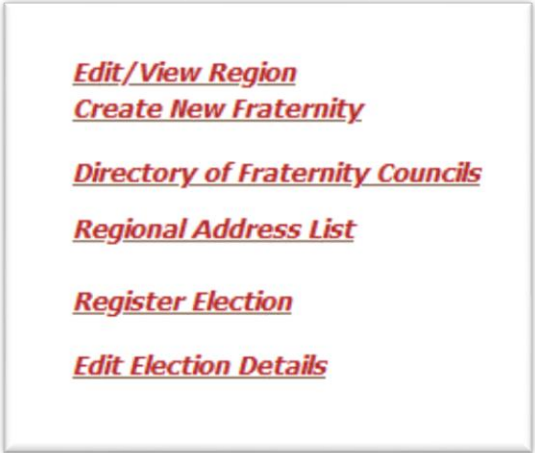 Edit/View Region
Create New Fraternity
Directory of Fraternity Councils
Regional Address List
Register Election
Edit Election Details